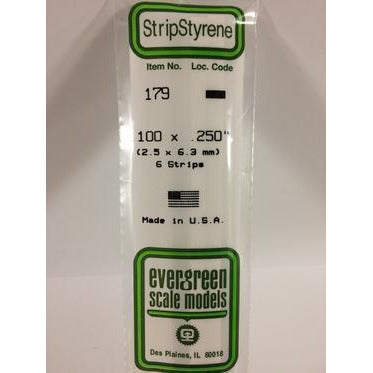 StripStyrene
Item No. Loc. Code
179
100 x .250"
(2.5 x 6.3 mm)
6 Strips
Made in U.S.A.
evergreen
scale models
Des Plaines, IL 60018